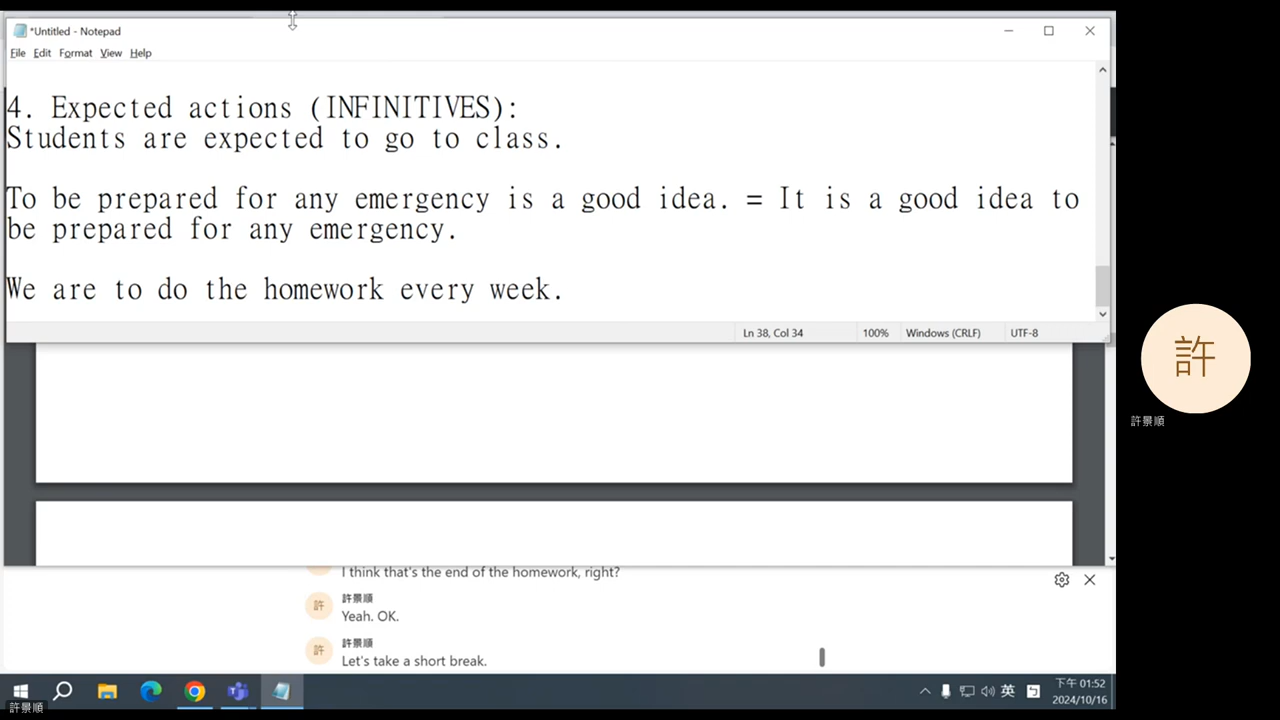 *Untitled - Notepad
File Edit Format View Help
4. Expected actions (INFINITIVES):
Students are expected to go to class.
To be prepared for any emergency is a good idea. = It is a good idea to
be prepared for any emergency.
We are to do the homework every week.
Ln 38, Col 34
100%
Windows (CRLF)
UTF-8
許
許景順
I think that's the end of the homework, right?
許
許景順
Yeah. OK.
許
許景順
Let's take a short break.
英
ㄅ
下午 01:52
2024/10/16
許景順